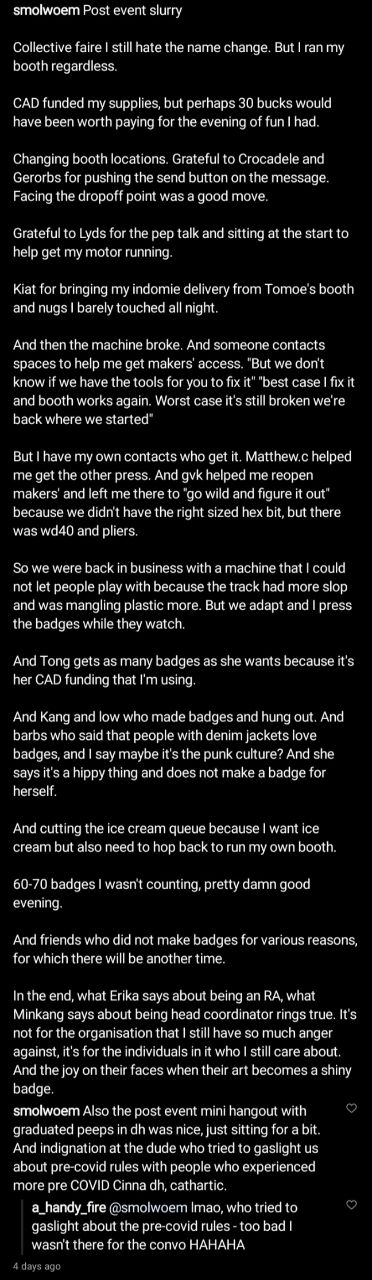 smolwoem Post event slurry
Collective faire I still hate the name change. But I ran my
booth regardless.
CAD funded my supplies, but perhaps 30 bucks would
have been worth paying for the evening of fun I had.
Changing booth locations. Grateful to Crocadele and
Gerorbs for pushing the send button on the message.
Facing the dropoff point was a good move.
Grateful to Lyds for the pep talk and sitting at the start to
help get my motor running.
Kiat for bringing my indomie delivery from Tomoe's booth
and nugs I barely touched all night.
And then the machine broke. And someone contacts
spaces to help me get makers' access. "But we don't
know if we have the tools for you to fix it" "best case I fix it
and booth works again. Worst case it's still broken we're
back where we started"
But I have my own contacts who get it. Matthew.c helped
me get the other press. And gvk helped me reopen
makers' and left me there to "go wild and figure it out"
because we didn't have the right sized hex bit, but there
was wd40 and pliers.
So we were back in business with a machine that I could
not let people play with because the track had more slop
and was mangling plastic more. But we adapt and I press
the badges while they watch.
And Tong gets as many badges as she wants because it's
her CAD funding that I'm using.
And Kang and low who made badges and hung out. And
barbs who said that people with denim jackets love
badges, and I say maybe it's the punk culture? And she
says it's a hippy thing and does not make a badge for
herself.
And cutting the ice cream queue because I want ice
cream but also need to hop back to run my own booth.
60-70 badges I wasn't counting, pretty damn good
evening.
And friends who did not make badges for various reasons,
for which there will be another time.
In the end, what Erika says about being an RA, what
Minkang says about being head coordinator rings true. It's
not for the organisation that I still have so much anger
against, it's for the individuals in it who I still care about.
And the joy on their faces when their art becomes a shiny
badge.
smolwoem Also the post event mini hangout with
graduated peeps in dh was nice, just sitting for a bit.
And indignation at the dude who tried to gaslight us
about pre-covid rules with people who experienced
more pre COVID Cinna dh, cathartic.
a_handy_fire @smolwoem lmao, who tried to
gaslight about the pre-covid rules - too bad I
wasn't there for the convo HAHAHA
4 days ago